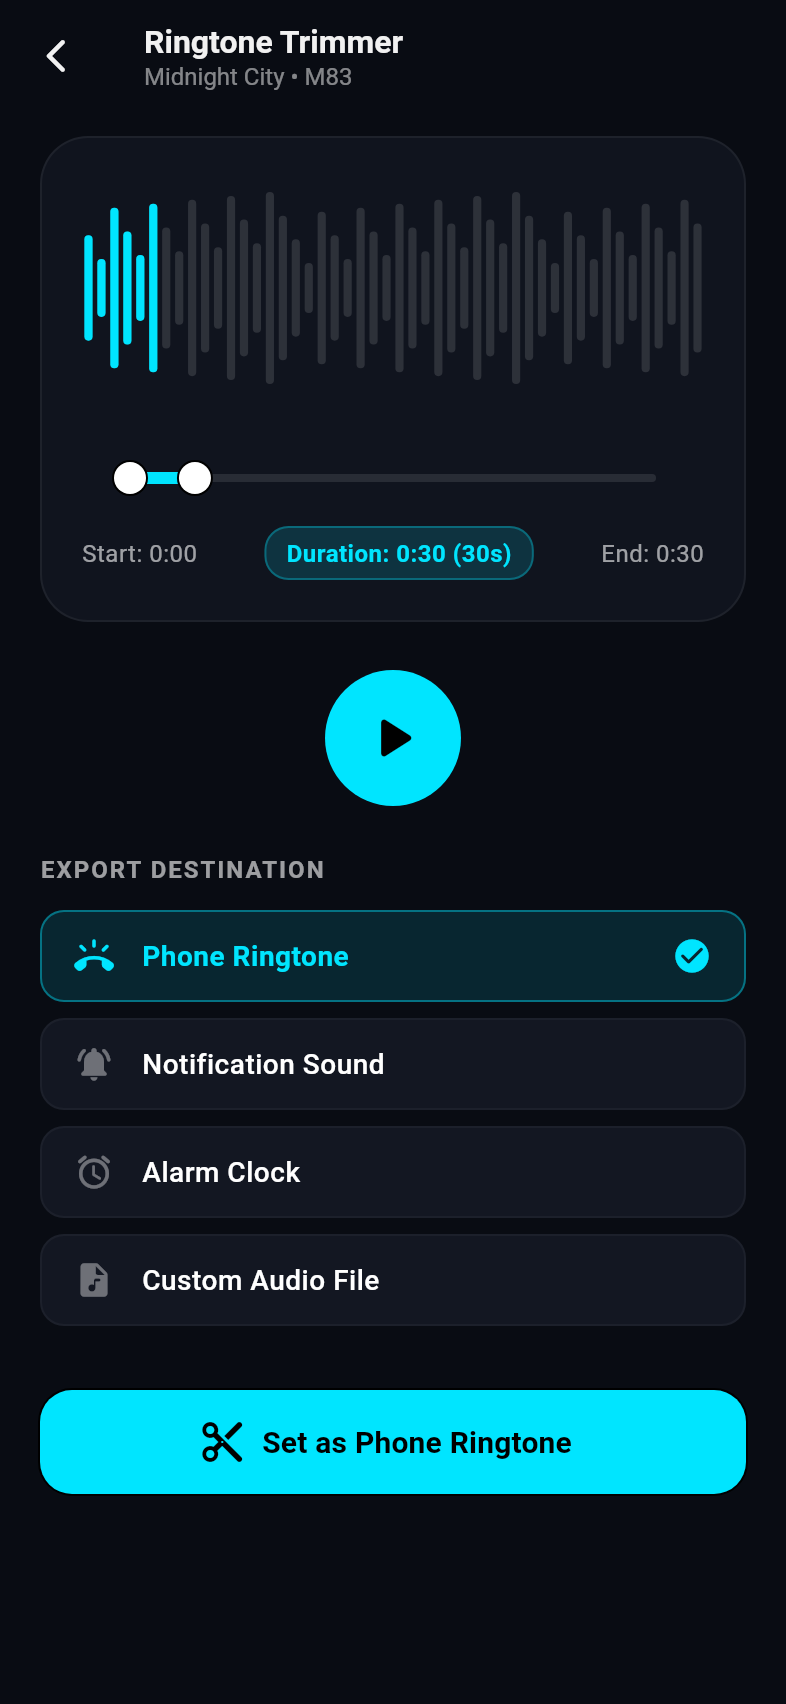 Ringtone Trimmer
Midnight City • M83
Start: 0:00
Duration: 0:30 (30s)
End: 0:30
EXPORT DESTINATION
Phone Ringtone
Notification Sound
Alarm Clock
Custom Audio File
Set as Phone Ringtone